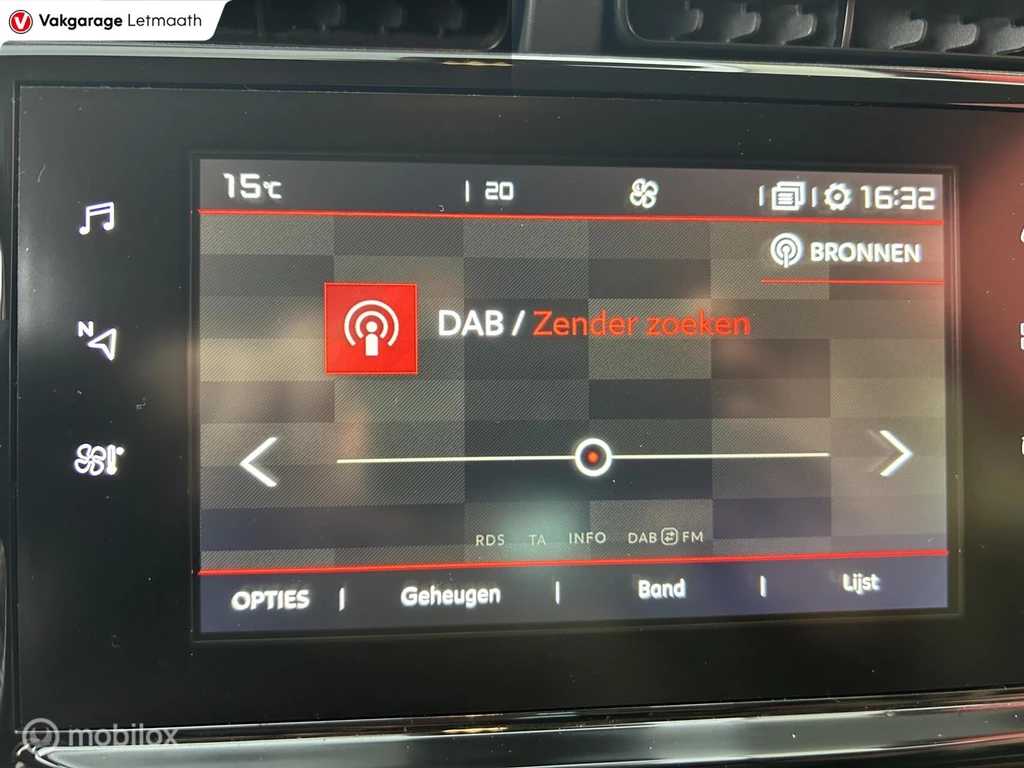 Vakgarage Letmaath
15°C
20
16:32
BRONNEN
N
DAB / Zender zoeken
RDS TA INFO DAB FM
OPTIES Geheugen Band Lijst
mobilox